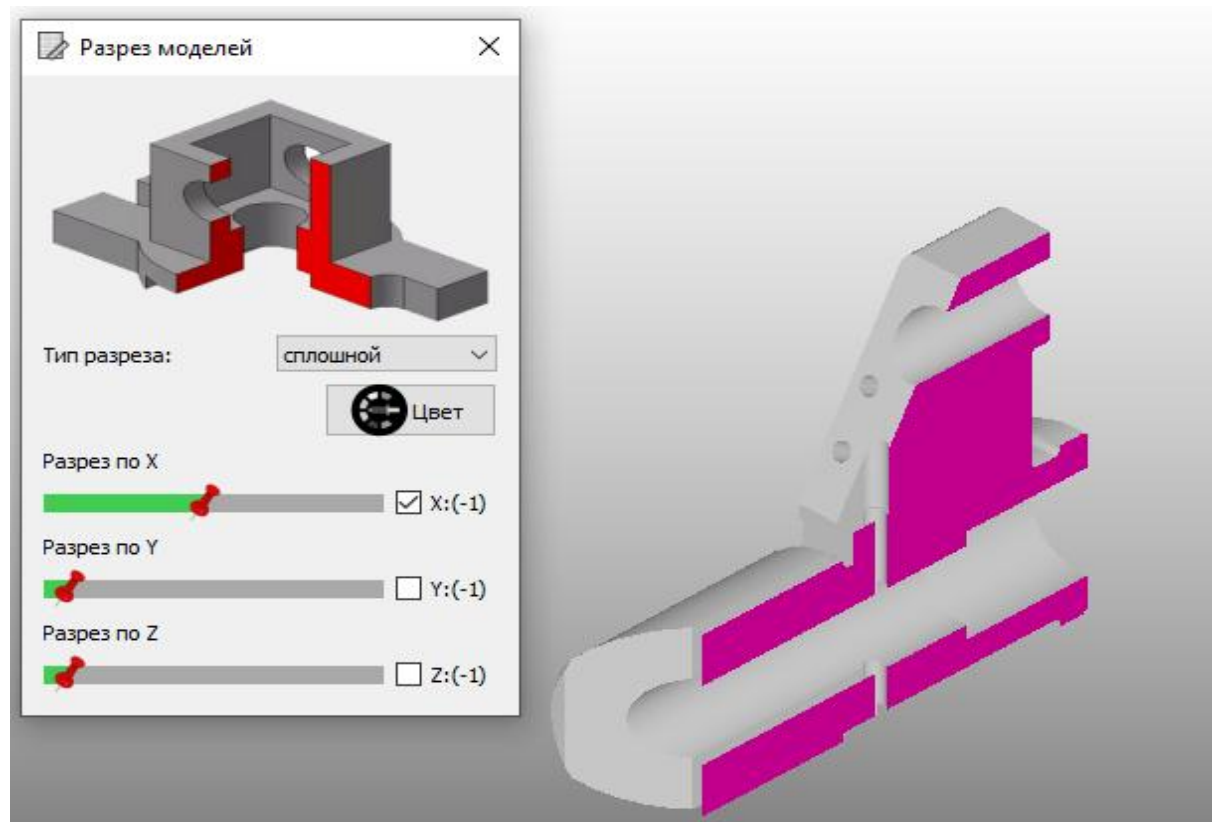 Разрез моделей
Тип разреза: сплошной
Цвет
Разрез по X
X:(-1)
Разрез по Y
Y:(-1)
Разрез по Z
Z:(-1)